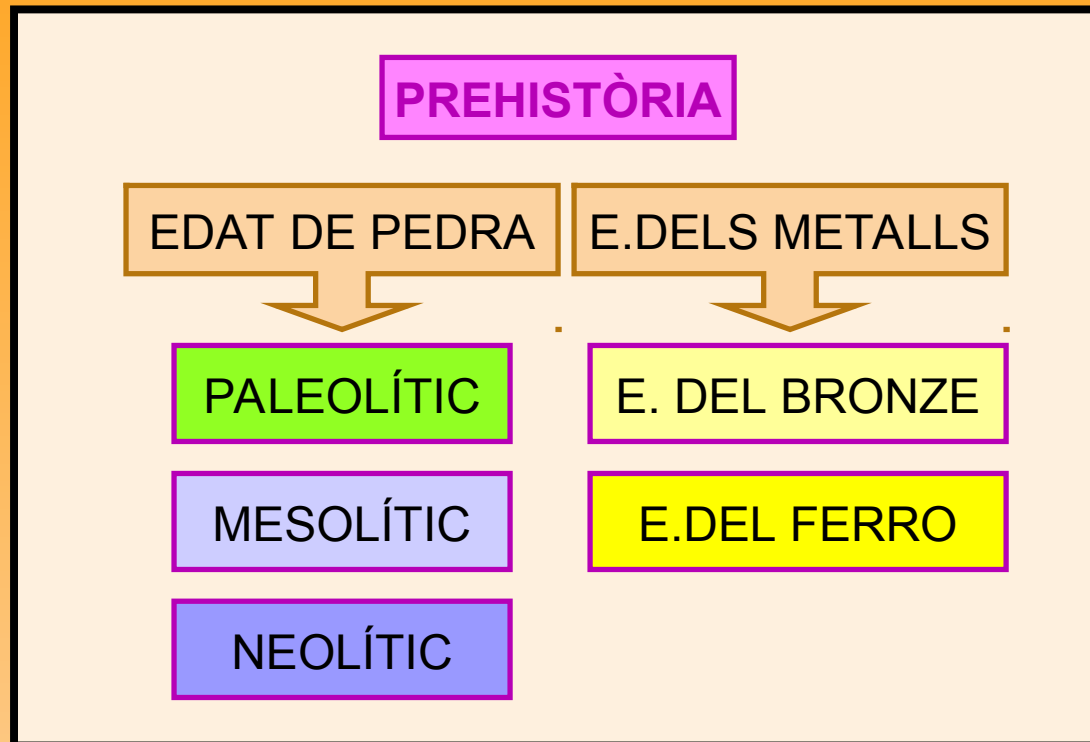 PREHISTÒRIA
EDAT DE PEDRA
E.DELS METALLS
PALEOLÍTIC
E. DEL BRONZE
MESOLÍTIC
E.DEL FERRO
NEOLÍTIC